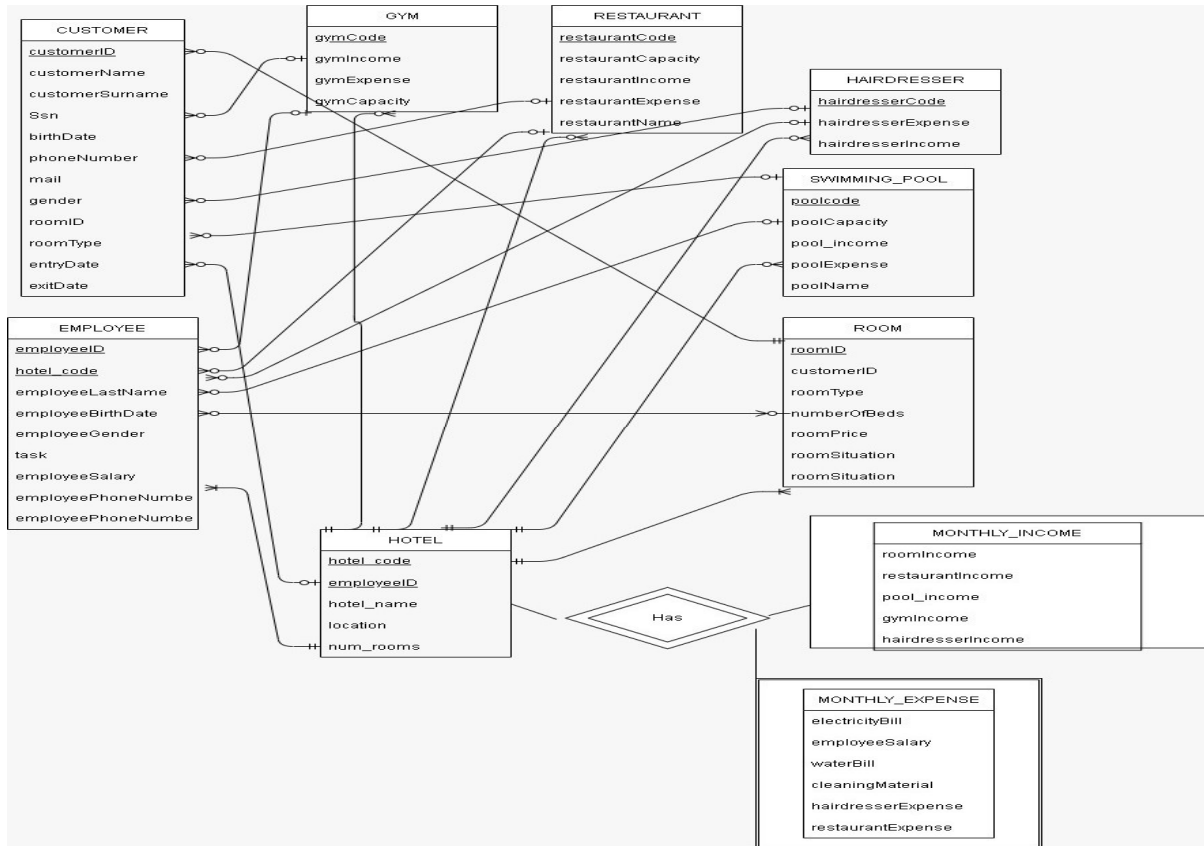 CUSTOMER
customerID
customerName
customerSurname
Ssn
birthDate
phoneNumber
mail
gender
roomID
roomType
entryDate
exitDate
GYM
gymCode
gymIncome
gymExpense
gymCapacity
RESTAURANT
restaurantCode
restaurantCapacity
restaurantIncome
restaurantExpense
restaurantName
HAIRDRESSER
hairdresserCode
hairdresserExpense
hairdresserIncome
SWIMMING_POOL
poolcode
poolCapacity
pool_income
poolExpense
poolName
EMPLOYEE
employeeID
hotel_code
employeeLastName
employeeBirthDate
employeeGender
task
employeeSalary
employeePhoneNumbe
employeePhoneNumbe
ROOM
roomID
customerID
roomType
numberOfBeds
roomPrice
roomSituation
roomSituation
HOTEL
hotel_code
employeeID
hotel_name
location
num_rooms
Has
MONTHLY_INCOME
roomIncome
restaurantIncome
pool_income
gymIncome
hairdresserIncome
MONTHLY_EXPENSE
electricityBill
employeeSalary
waterBill
cleaningMaterial
hairdresserExpense
restaurantExpense